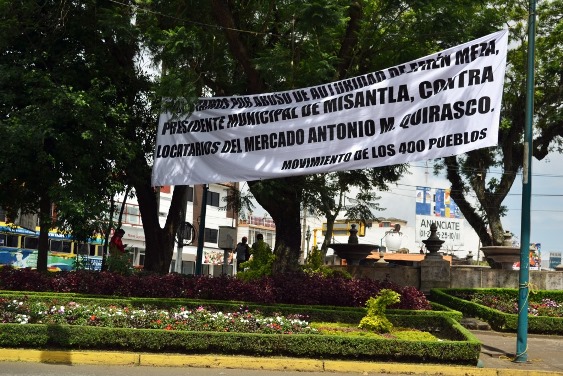 POR ABUSO DE AUTORIDAD DE EFRÉN MEZA,
PRESIDENTE MUNICIPAL DE MISANTLA, CONTRA
LOCATARIOS DEL MERCADO ANTONIO M. QUIRASCO.
MOVIMIENTO DE LOS 400 PUEBLOS
ANUNCIATE